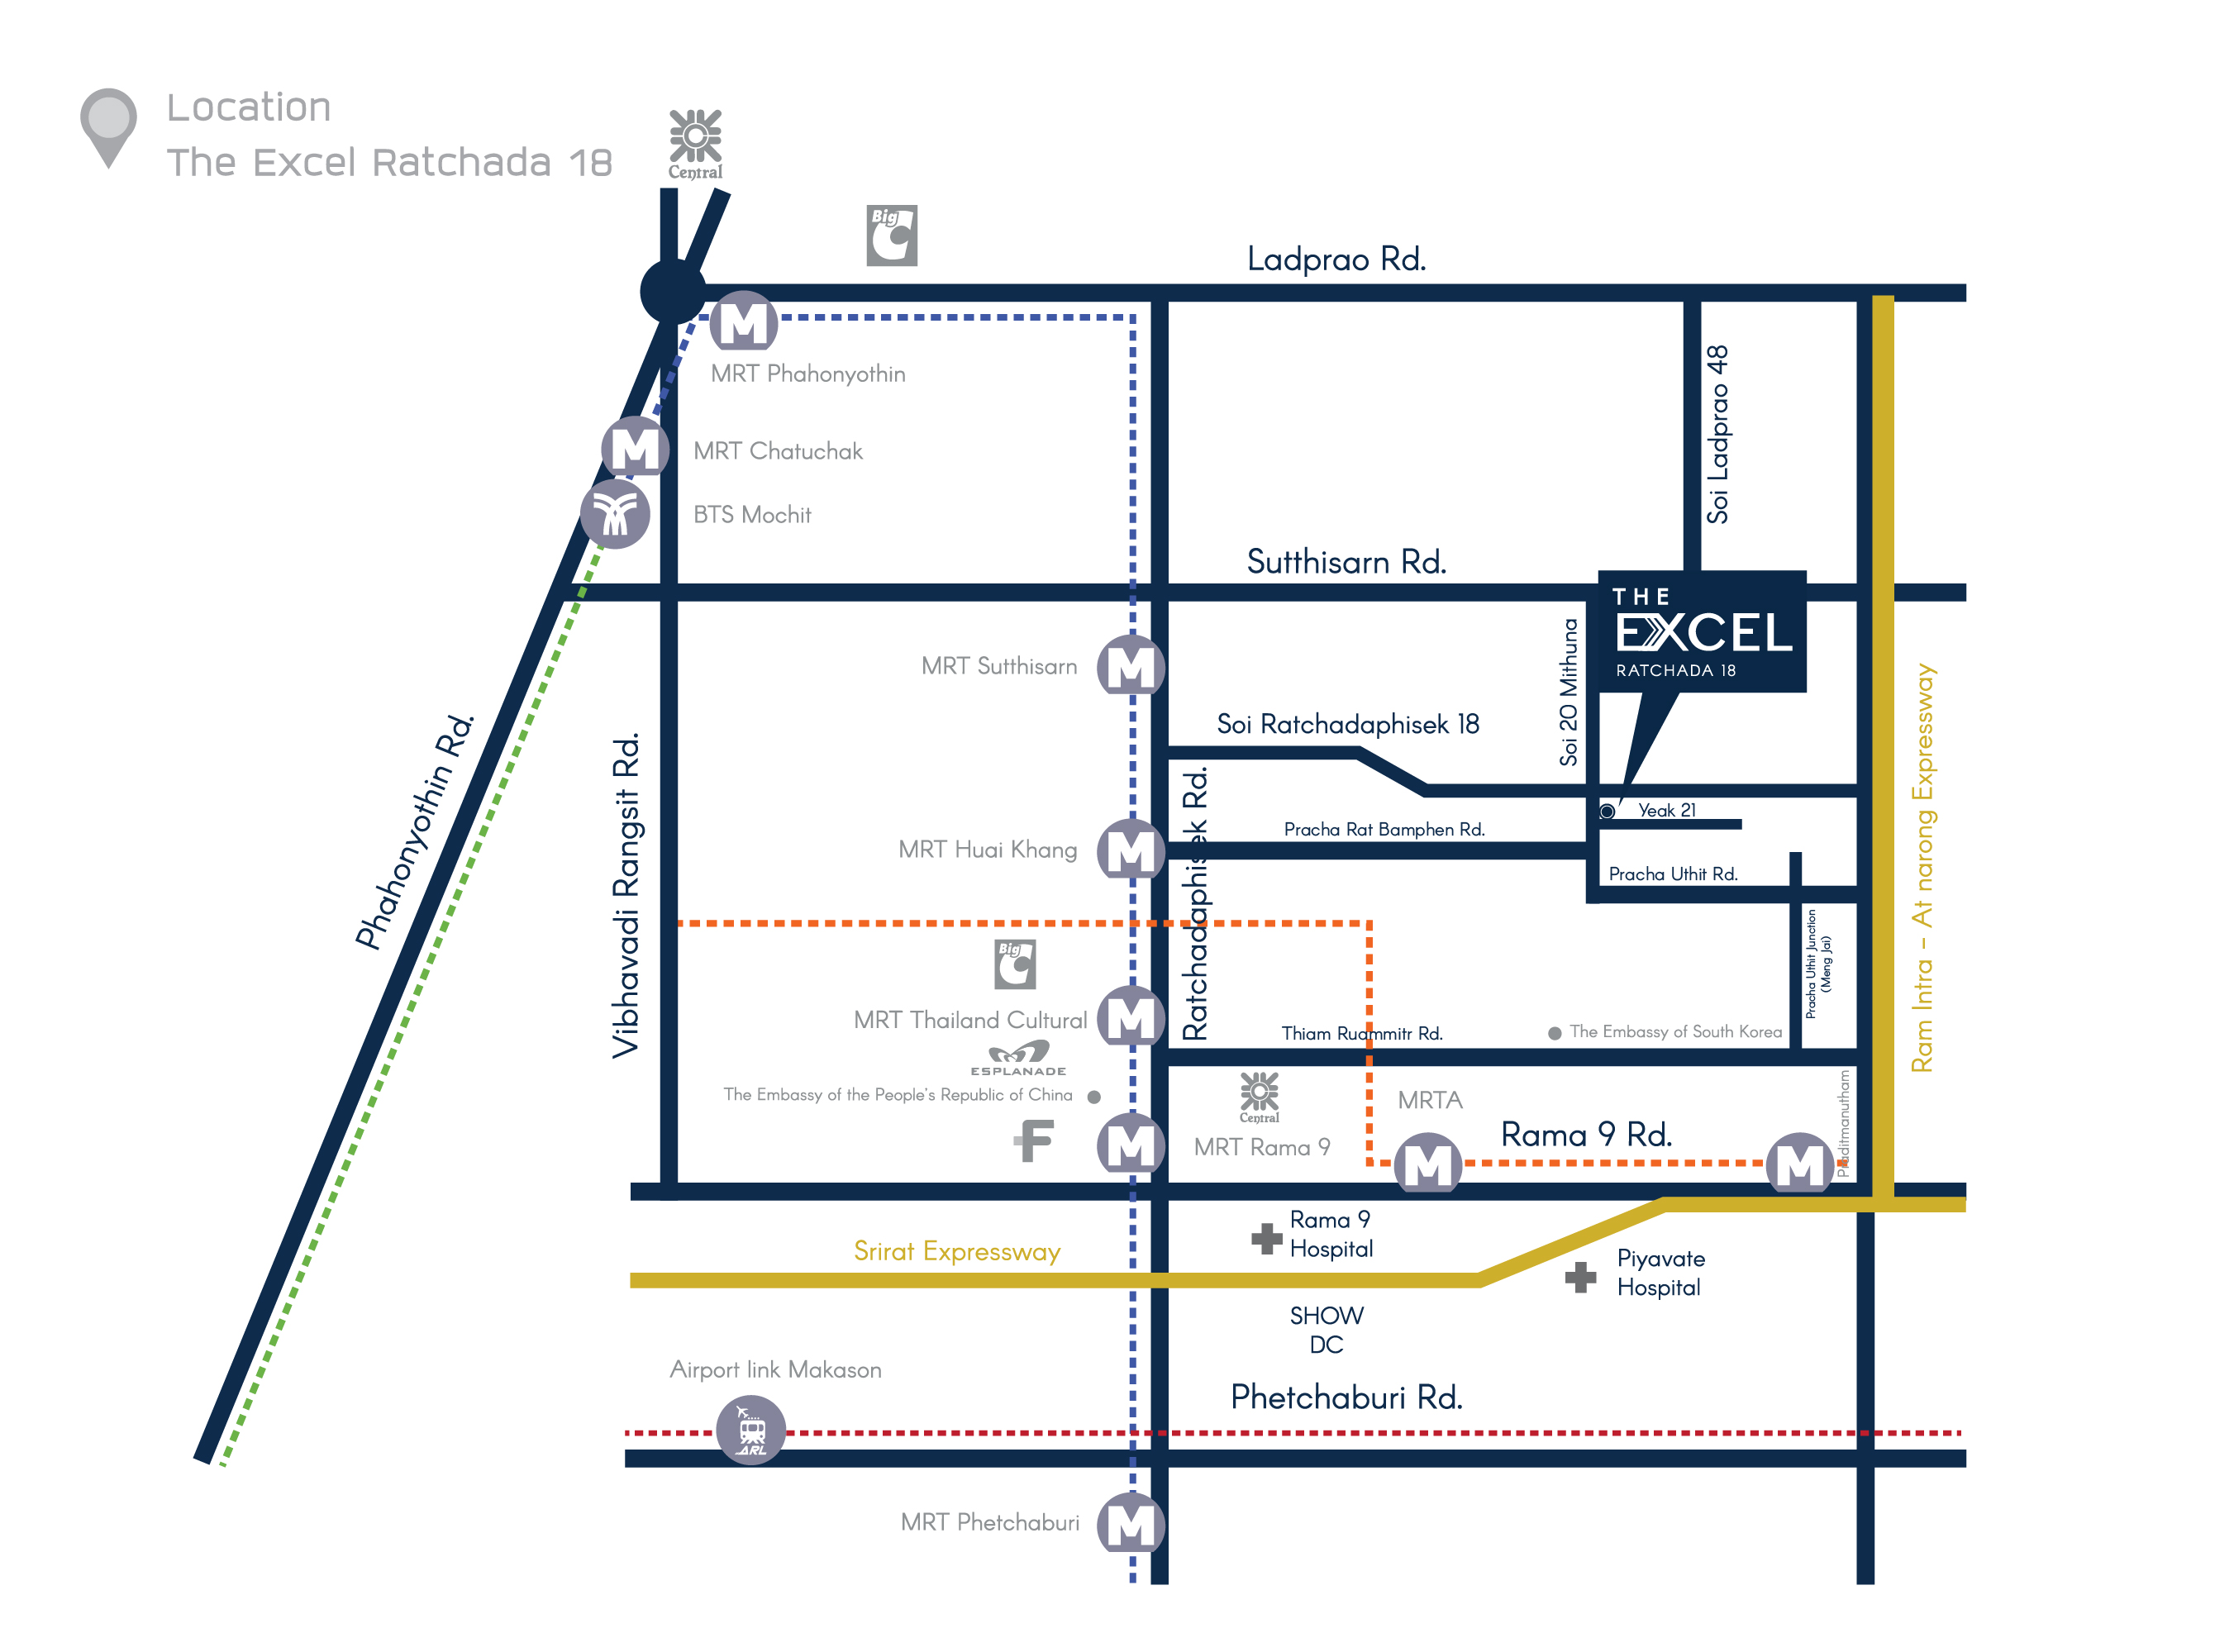 Location
The Excel Ratchada 18
Central
Big C
Ladprao Rd.
M
MRT Phahonyothin
Soi Ladprao 48
M
MRT Chatuchak
BTS Mochit
Sutthisarn Rd.
THE
EXCEL
RATCHADA 18
Soi 20 Mithuna
MRT Sutthisarn
M
Soi Ratchadaphisek 18
Phahonyothin Rd.
Vibhavadi Rangsit Rd.
Ratchadaphisek Rd.
Ram Intra - At narong Expressway
Yeak 21
Pracha Rat Bamphen Rd.
MRT Huai Khang
M
Pracha Uthit Rd.
Pracha Uthit Junction
(Meng Jai)
Big C
MRT Thailand Cultural
M
Thiam Ruammitr Rd.
The Embassy of South Korea
ESPLANADE
The Embassy of the People's Republic of China
Central
MRTA
Praditmanutham
F
M
MRT Rama 9
Rama 9 Rd.
M
M
Rama 9
Hospital
Srirat Expressway
Piyavate
Hospital
SHOW
DC
Airport link Makason
ARL
Phetchaburi Rd.
MRT Phetchaburi
M